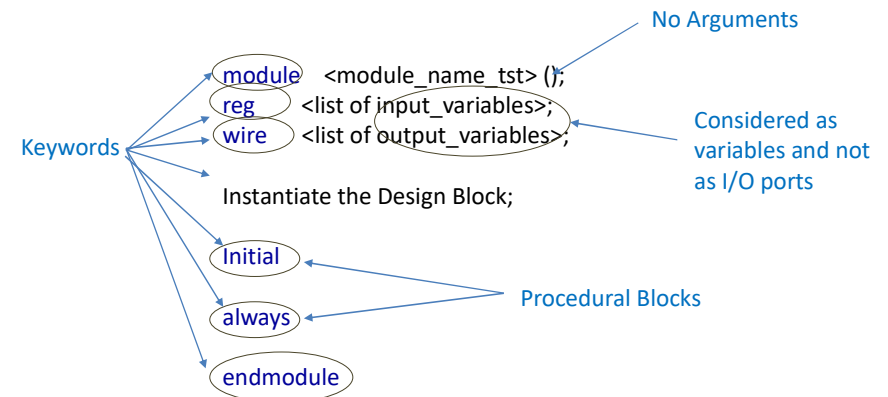 No Arguments
module <module_name_tst> ();
reg <list of input_variables>;
wire <list of output_variables>;
Considered as
variables and not
as I/O ports
Keywords
Instantiate the Design Block;
Initial
Procedural Blocks
always
endmodule